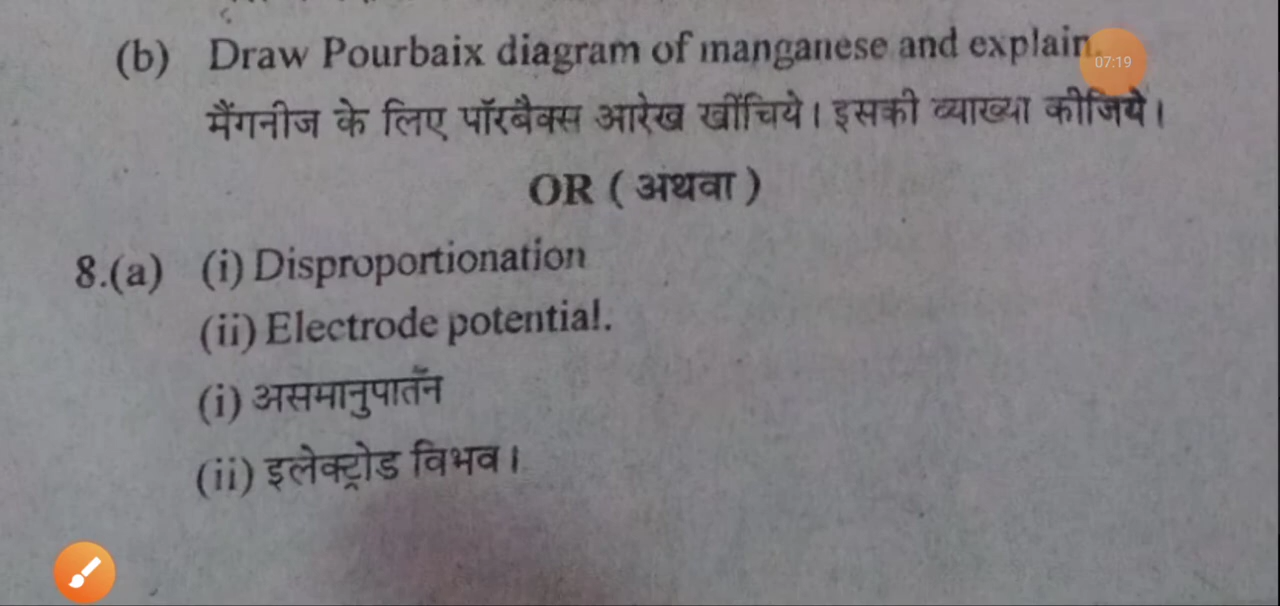 (b) Draw Pourbaix diagram of manganese and explain.
07:19
मैंगनीज के लिए पॉरबैक्स आरेख खींचिये। इसकी व्याख्या कीजिये।
OR ( अथवा )
8.(a) (i) Disproportionation
(ii) Electrode potential.
(i) असमानुपातॅन
(ii) इलेक्ट्रोड विभव।